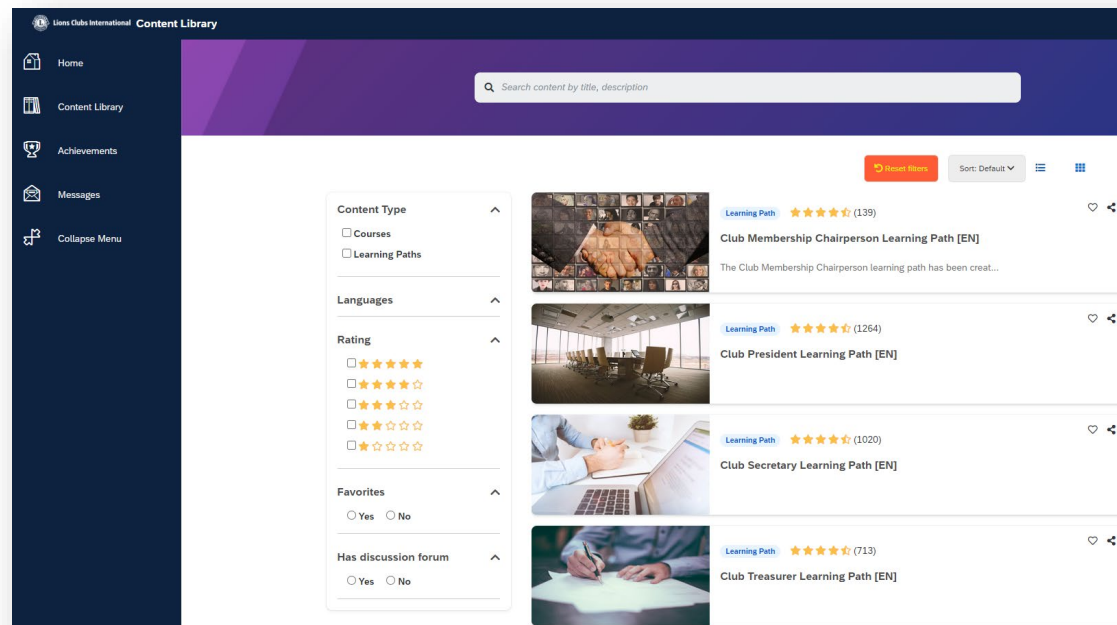 Lions Clubs International Content Library
Home
Content Library
Achievements
Messages
Collapse Menu
Search content by title, description
Reset filters
Sort: Default
Content Type
Courses
Learning Paths
Languages
Rating
Favorites
Yes No
Has discussion forum
Yes No
Learning Path (139)
Club Membership Chairperson Learning Path [EN]
The Club Membership Chairperson learning path has been creat...
Learning Path (1264)
Club President Learning Path [EN]
Learning Path (1020)
Club Secretary Learning Path [EN]
Learning Path (713)
Club Treasurer Learning Path [EN]